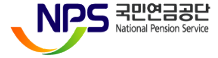 NPS 국민연금공단
National Pension Service